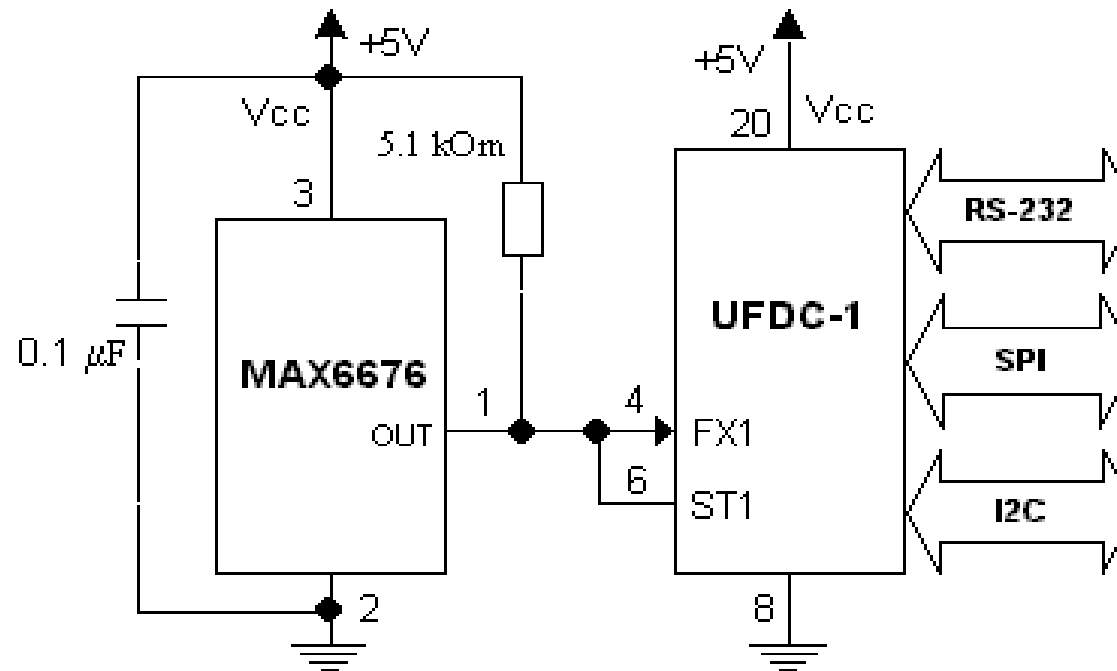 +5V
+5V
Vcc
20
Vcc
5.1 kOm
3
RS-232
UFDC-1
0.1 μF
MAX6676
SPI
1
4
OUT
FX1
6
ST1
I2C
2
8